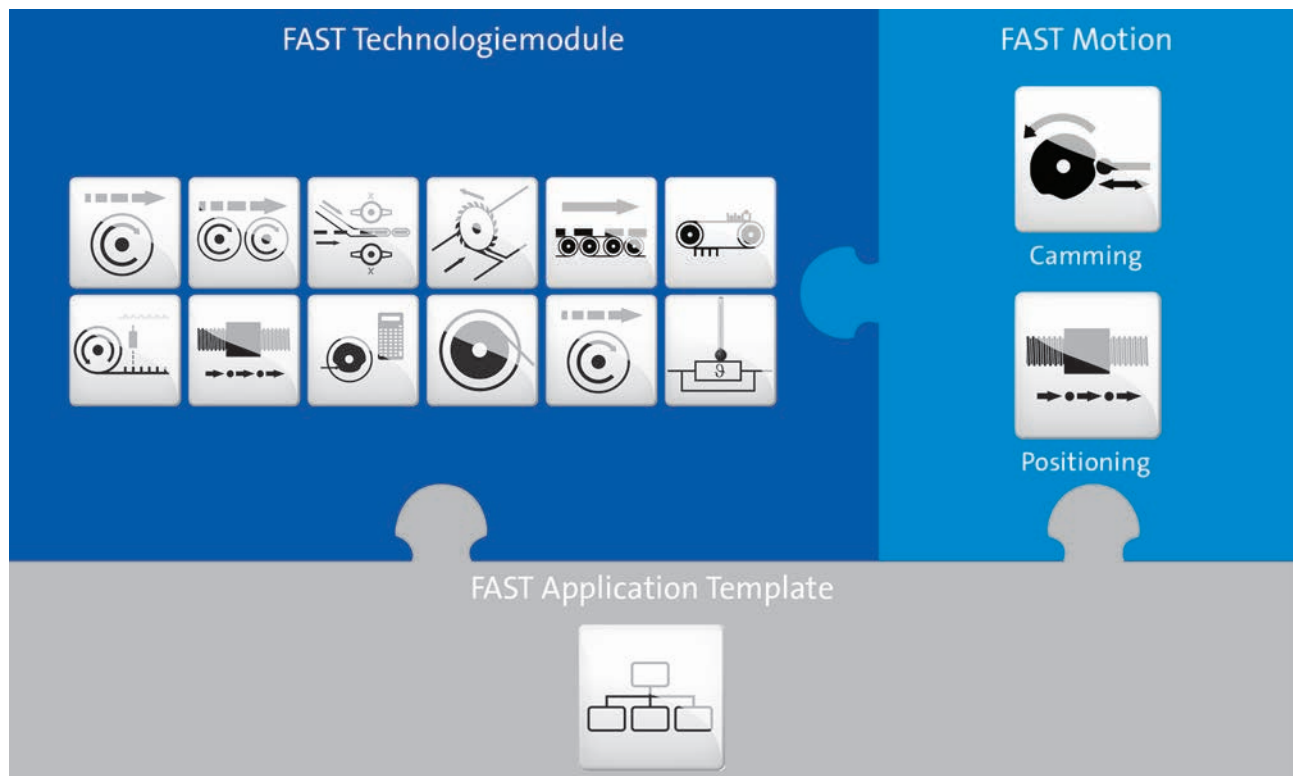 FAST Technologiemodule
FAST Motion
Camming
Positioning
x
x
ϑ
FAST Application Template